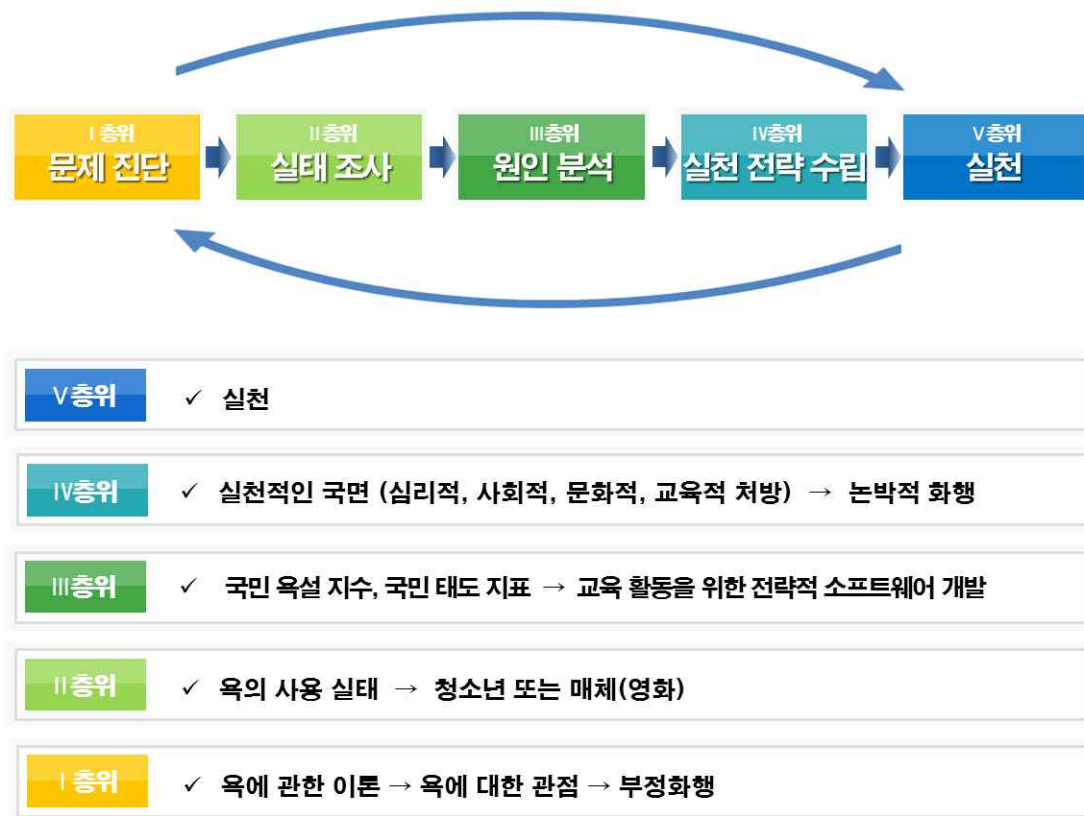 I 층위
문제 진단
II층위
실태 조사
III층위
원인 분석
IV층위
실천 전략 수립
V층위
실천
V층위 ✓ 실천
IV층위 ✓ 실천적인 국면 (심리적, 사회적, 문화적, 교육적 처방) → 논박적 화행
III층위 ✓ 국민 욕설 지수, 국민 태도 지표 → 교육 활동을 위한 전략적 소프트웨어 개발
II층위 ✓ 욕의 사용 실태 → 청소년 또는 매체(영화)
I 층위 ✓ 욕에 관한 이론 → 욕에 대한 관점 → 부정화행